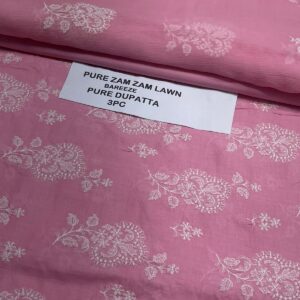 PURE ZAM ZAM LAWN
BAREEZE
PURE DUPATTA
3PC